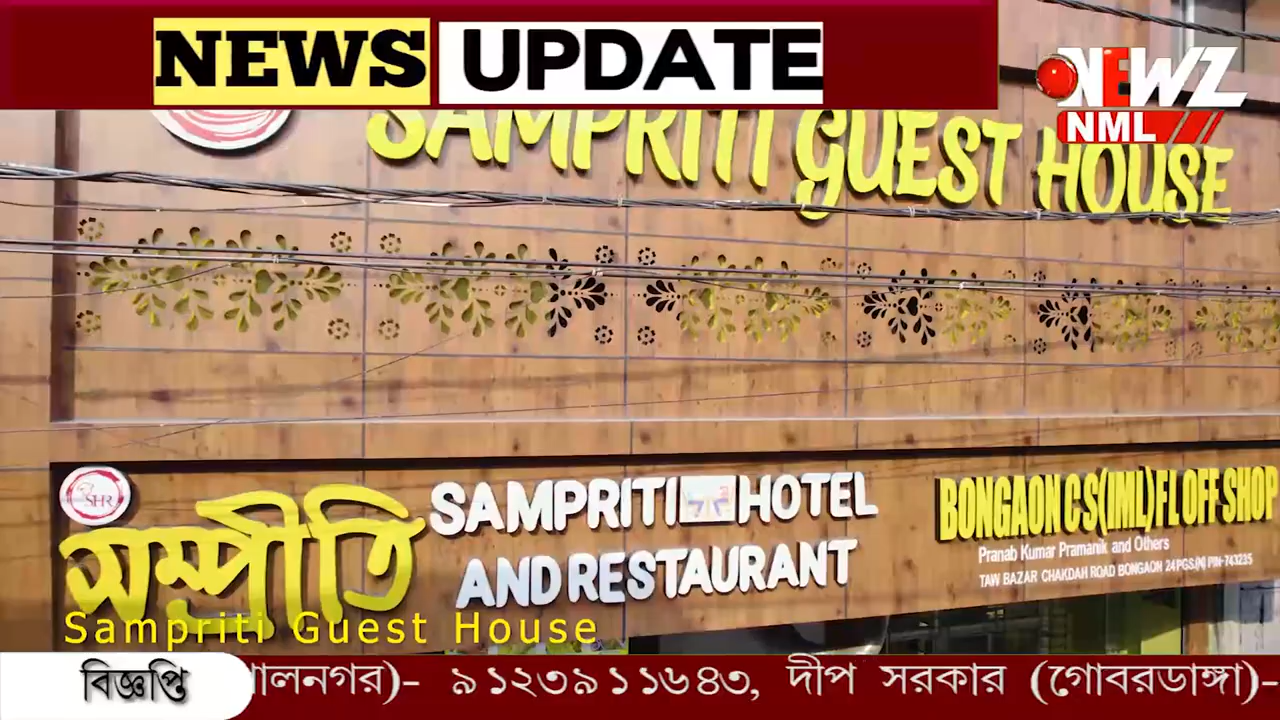 NEWS UPDATE
NEWZ
NML
SAMPRITI GUEST HOUSE
SHR
সম্প্রীতি
SAMPRITI HOTEL
AND RESTAURANT
BONGAON C S (IML) FL OFF SHOP
Pranab Kumar Pramanik and Others
TAW BAZAR CHAKDAH ROAD BONGAON 24 PGS.(N) PIN-743235
Sampriti Guest House
বিজ্ঞপ্তি
পালনগর)- ৯১২৩৯১১৬৪৩, দীপ সরকার (গোবরডাঙ্গা)-